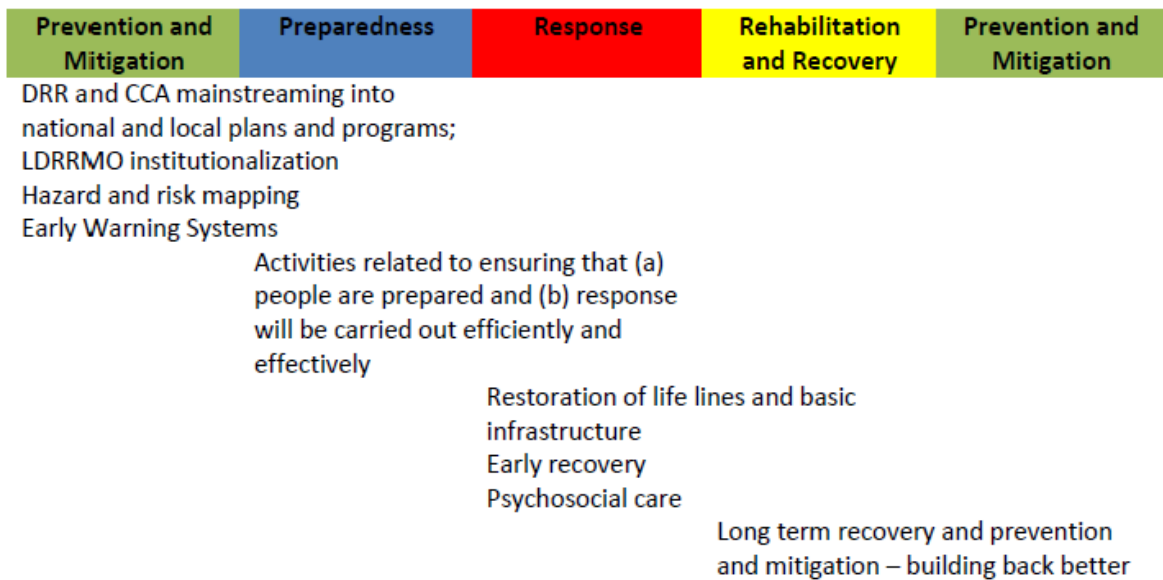 Prevention and Mitigation
Preparedness
Response
Rehabilitation and Recovery
Prevention and Mitigation
DRR and CCA mainstreaming into
national and local plans and programs;
LDRRMO institutionalization
Hazard and risk mapping
Early Warning Systems
Activities related to ensuring that (a)
people are prepared and (b) response
will be carried out efficiently and
effectively
Restoration of life lines and basic
infrastructure
Early recovery
Psychosocial care
Long term recovery and prevention
and mitigation – building back better